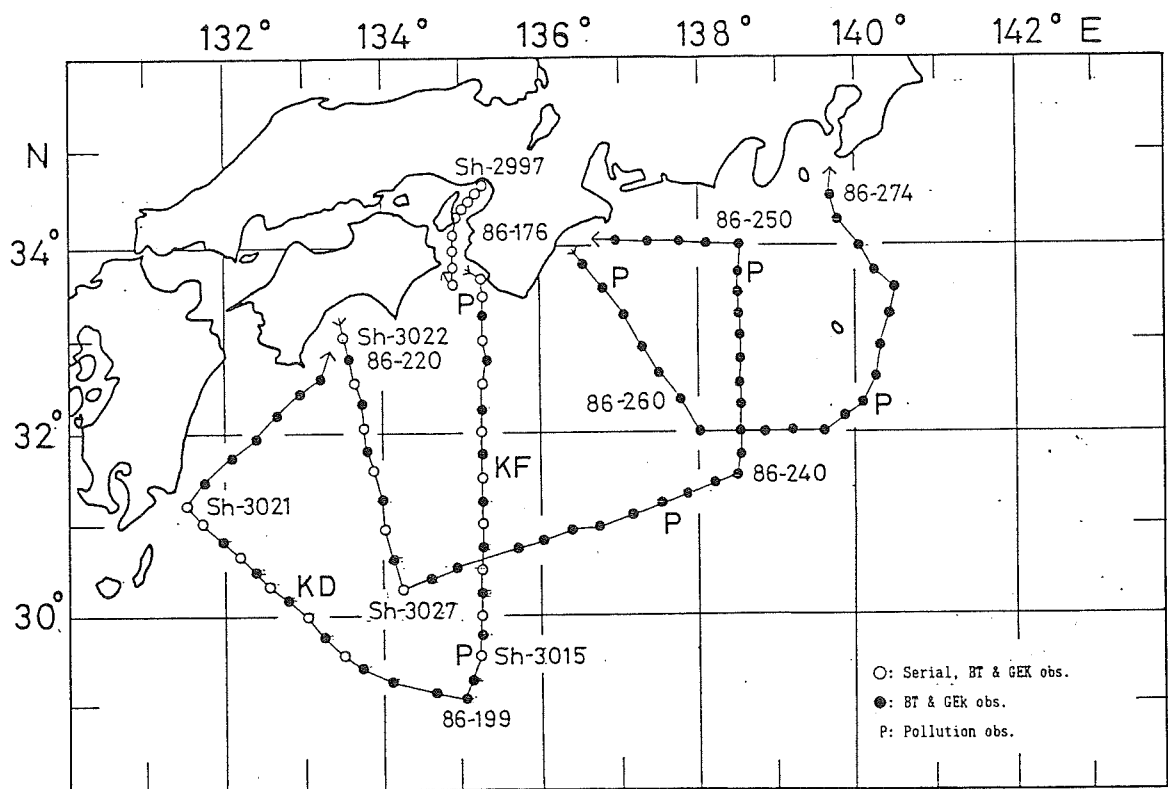 132° 134° 136° 138° 140° 142° E
N
Sh-2997
86-274
86-176
86-250
34°
P
P
P
Sh-3022
86-220
86-260
P
32°
KF
86-240
Sh-3021
P
KD
30°
Sh-3027
P
Sh-3015
○: Serial, BT & GEK obs.
●: BT & GEk obs.
86-199
P: Pollution obs.